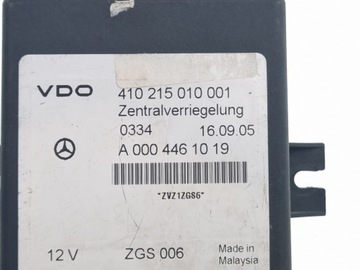 VDO 410 215 010 001
Zentralverriegelung
0334 16.09.05
A 000 446 10 19
*ZVZ1ZGS6*
12 V ZGS 006 Made in
Malaysia